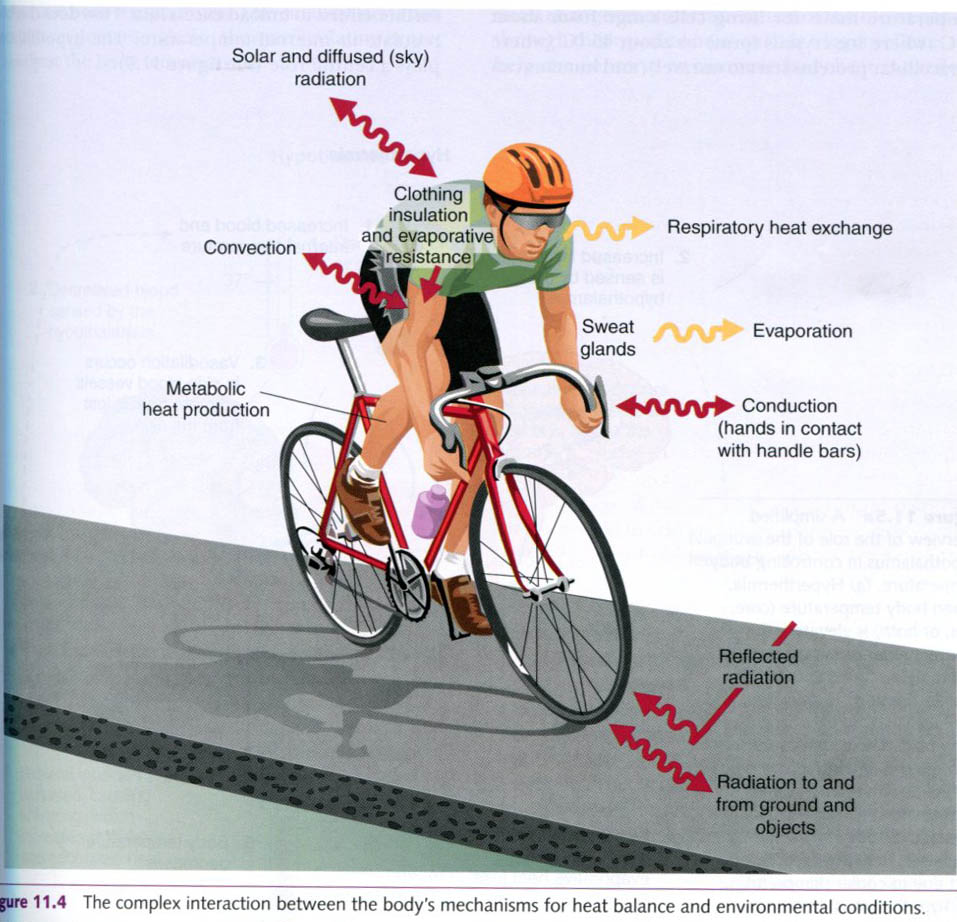 Solar and diffused (sky)
radiation
Clothing
insulation
and evaporative
resistance
Convection
Respiratory heat exchange
Sweat
glands
Evaporation
Metabolic
heat production
Conduction
(hands in contact
with handle bars)
Reflected
radiation
Radiation to and
from ground and
objects
gure 11.4 The complex interaction between the body's mechanisms for heat balance and environmental conditions.